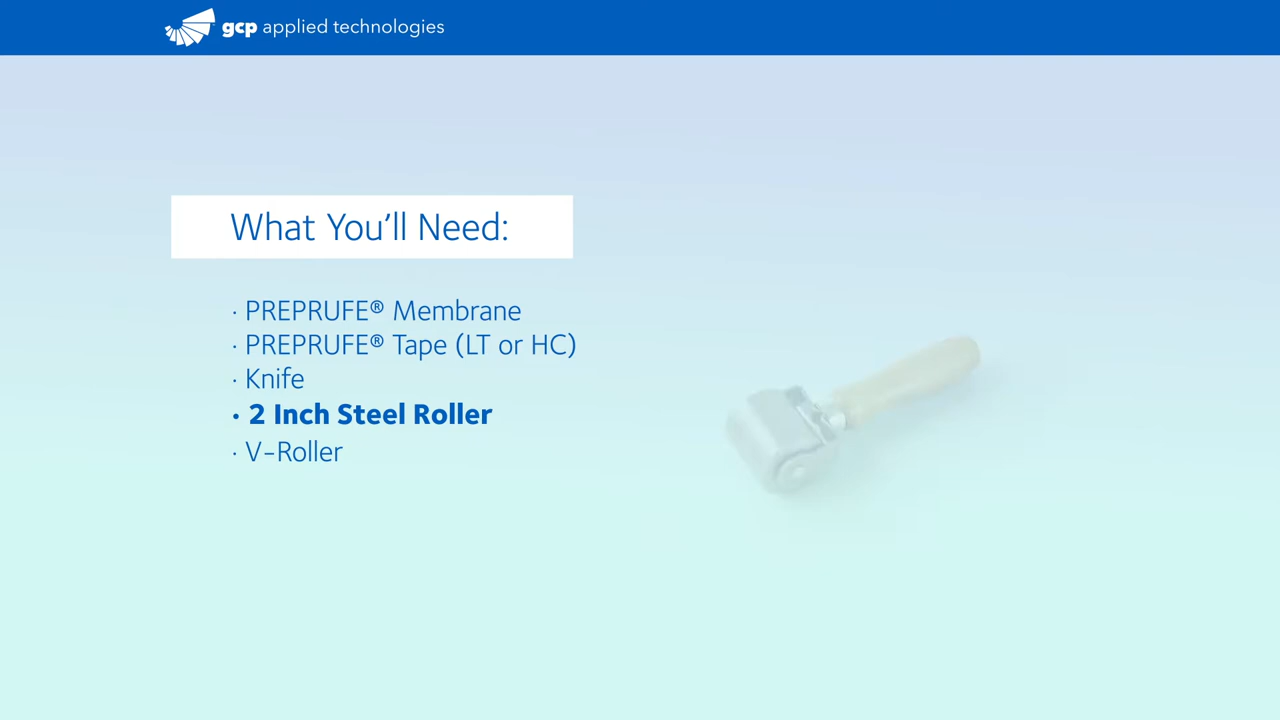 gcp applied technologies
What You'll Need:
· PREPRUFE® Membrane
· PREPRUFE® Tape (LT or HC)
· Knife
· 2 Inch Steel Roller
· V-Roller